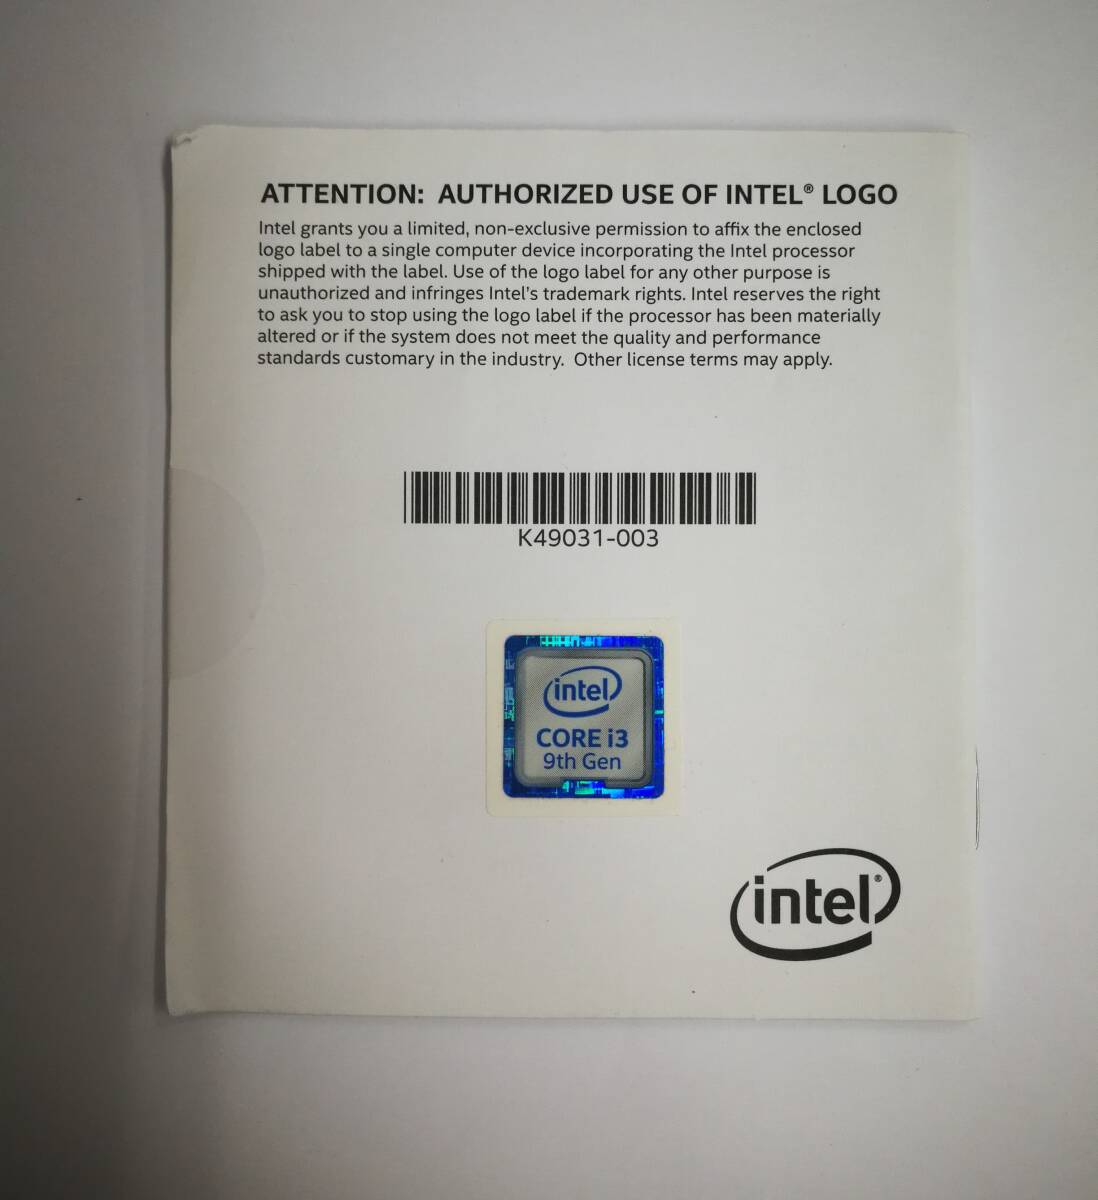 ATTENTION: AUTHORIZED USE OF INTEL® LOGO
Intel grants you a limited, non-exclusive permission to affix the enclosed
logo label to a single computer device incorporating the Intel processor
shipped with the label. Use of the logo label for any other purpose is
unauthorized and infringes Intel's trademark rights. Intel reserves the right
to ask you to stop using the logo label if the processor has been materially
altered or if the system does not meet the quality and performance
standards customary in the industry. Other license terms may apply.
K49031-003
intel
CORE i3
9th Gen
intel®